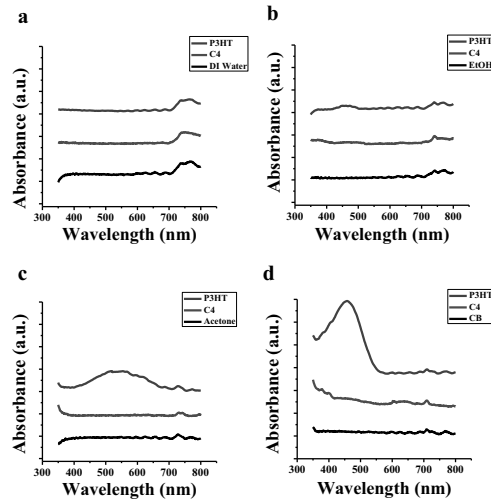 a
P3HT
C4
DI Water
Absorbance (a.u.)
300 400 500 600 700 800
Wavelength (nm)
b
P3HT
C4
EtOH
Absorbance (a.u.)
300 400 500 600 700 800
Wavelength (nm)
c
P3HT
C4
Acetone
Absorbance (a.u.)
300 400 500 600 700 800
Wavelength (nm)
d
P3HT
C4
CB
Absorbance (a.u.)
300 400 500 600 700 800
Wavelength (nm)